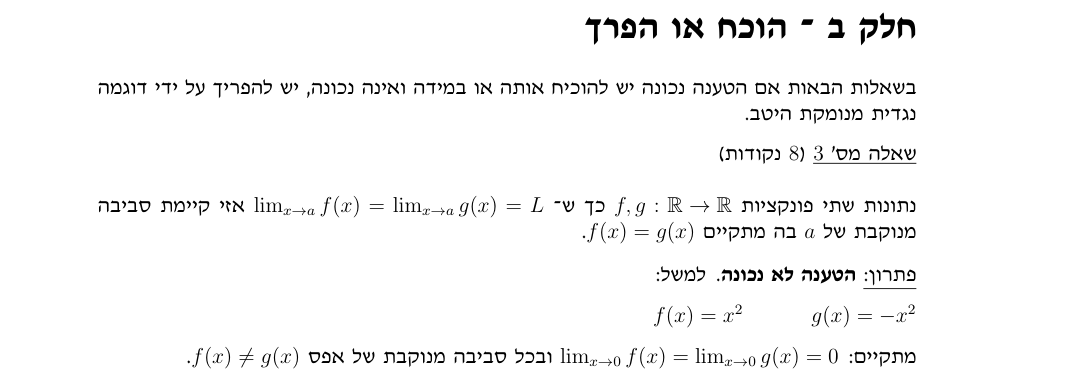 חלק ב - הוכח או הפרך
בשאלות הבאות אם הטענה נכונה יש להוכיח אותה או במידה ואינה נכונה, יש להפריך על ידי דוגמה
נגדית מנומקת היטב.
שאלה מס' 3 (8 נקודות)
נתונות שתי פונקציות f, g : ℝ → ℝ כך ש־ lim_{x→a} f(x) = lim_{x→a} g(x) = L אזי קיימת סביבה
מנוקבת של a בה מתקיים f(x) = g(x).
פתרון: הטענה לא נכונה. למשל:
f(x) = x² g(x) = −x²
מתקיים: lim_{x→0} f(x) = lim_{x→0} g(x) = 0 ובכל סביבה מנוקבת של אפס f(x) ≠ g(x).